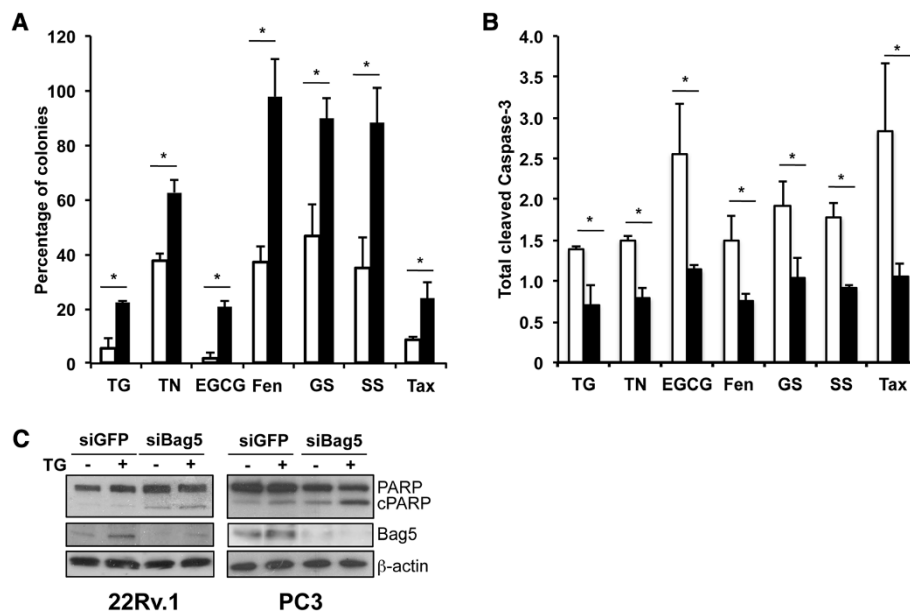 A
Percentage of colonies
120
100
80
60
40
20
0
* * * * * * *
TG TN EGCG Fen GS SS Tax
B
Total cleaved Caspase-3
4.0
3.5
3.0
2.5
2.0
1.5
1.0
0.5
0
* * * * * * *
TG TN EGCG Fen GS SS Tax
C
siGFP siBag5 siGFP siBag5
TG - + - + - + - +
PARP
cPARP
Bag5
β-actin
22Rv.1 PC3